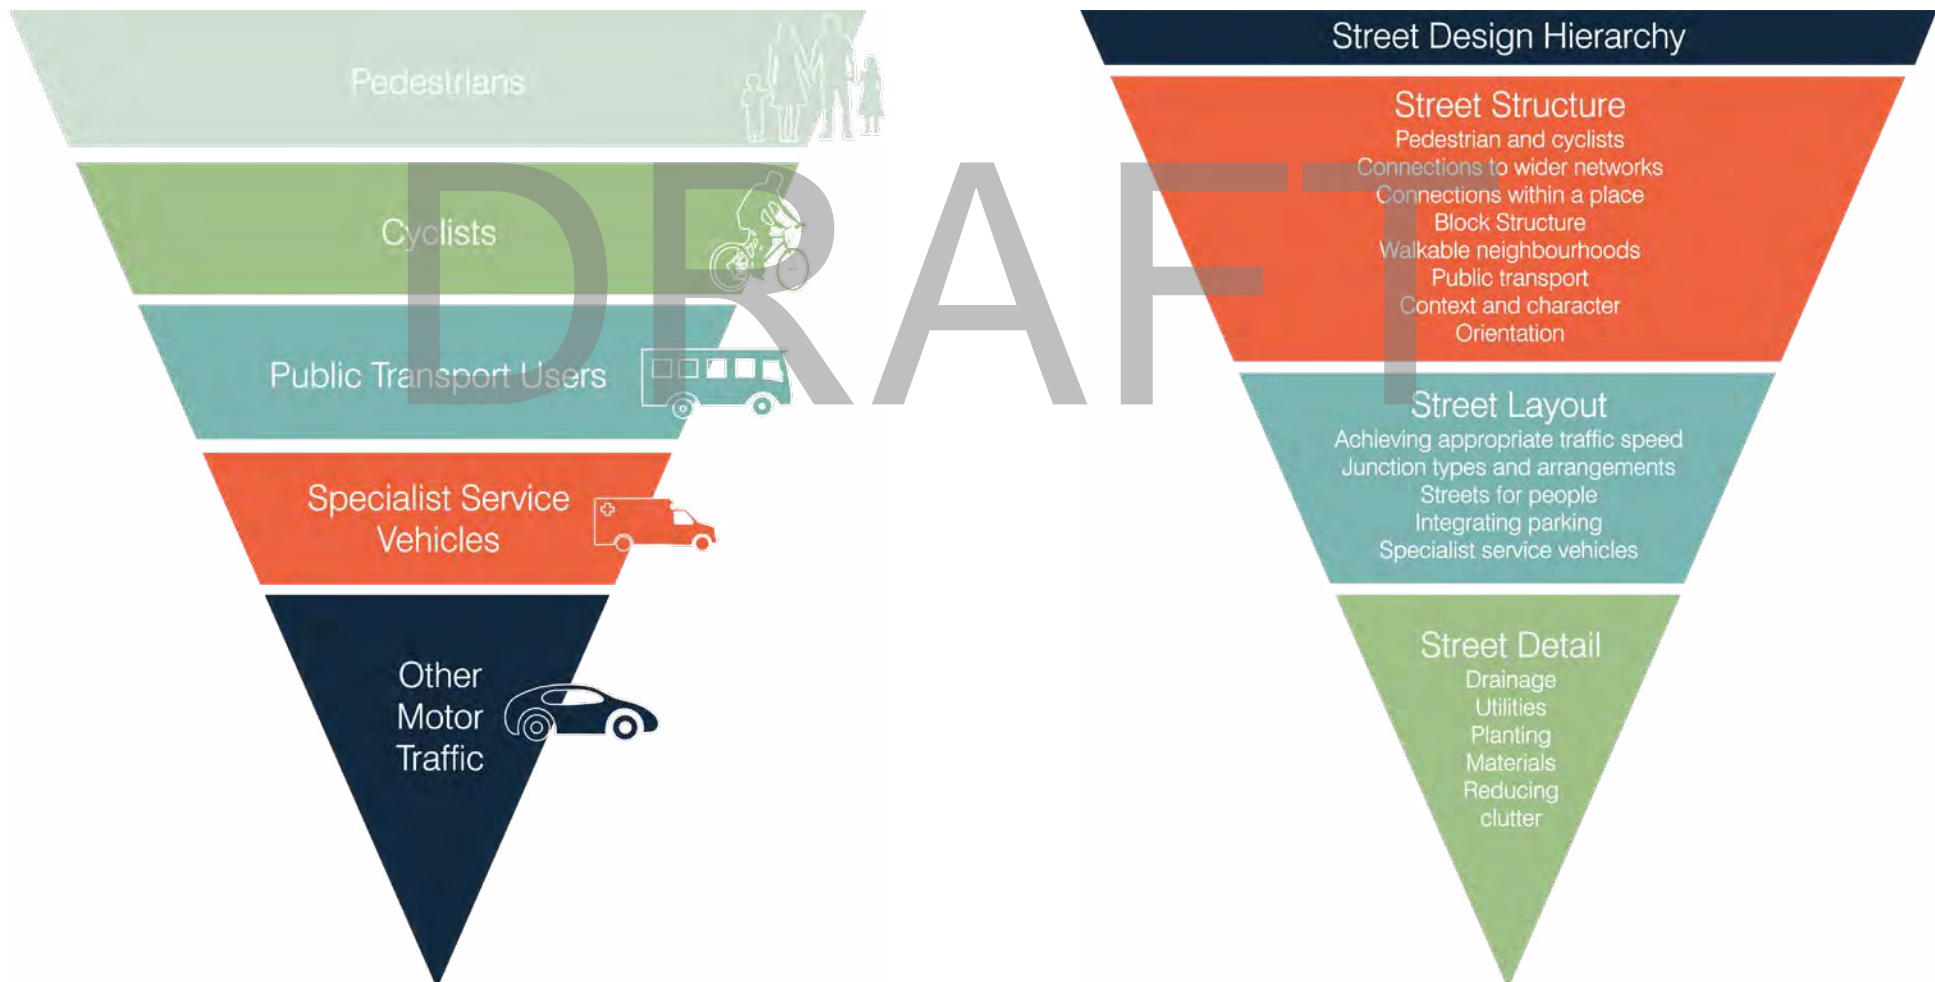 Pedestrians
Cyclists
Public Transport Users
Specialist Service
Vehicles
Other
Motor
Traffic
Street Design Hierarchy
Street Structure
Pedestrian and cyclists
Connections to wider networks
Connections within a place
Block Structure
Walkable neighbourhoods
Public transport
Context and character
Orientation
Street Layout
Achieving appropriate traffic speed
Junction types and arrangements
Streets for people
Integrating parking
Specialist service vehicles
Street Detail
Drainage
Utilities
Planting
Materials
Reducing
clutter
DRAFT